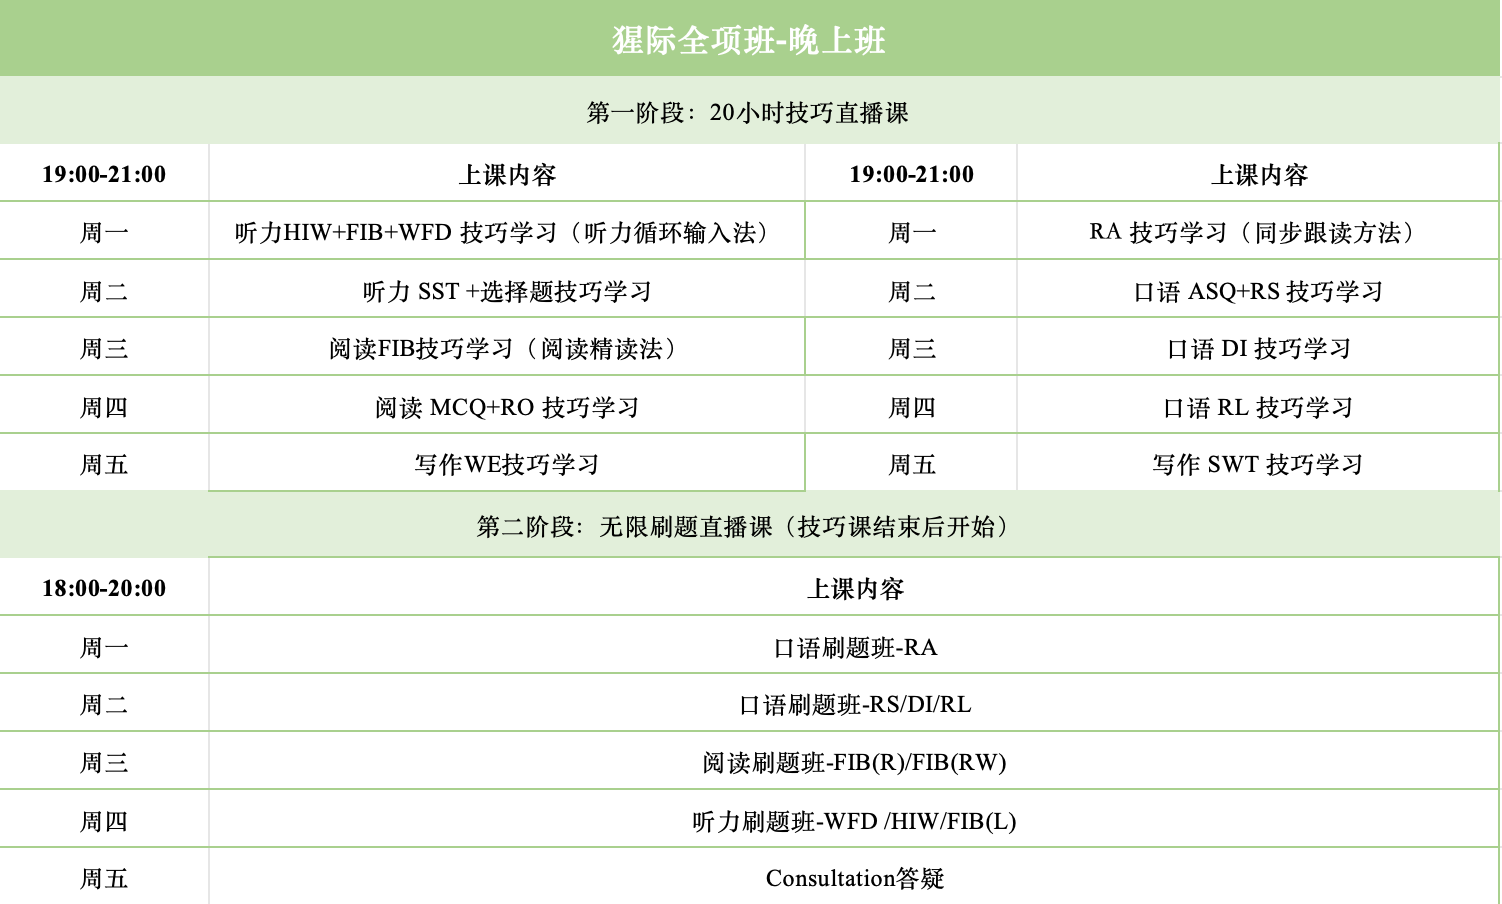 猩际全项班-晚上班
第一阶段：20小时技巧直播课
19:00-21:00 上课内容 19:00-21:00 上课内容
周一 听力HIW+FIB+WFD 技巧学习（听力循环输入法） 周一 RA 技巧学习（同步跟读方法）
周二 听力 SST +选择题技巧学习 周二 口语 ASQ+RS 技巧学习
周三 阅读FIB技巧学习（阅读精读法） 周三 口语 DI 技巧学习
周四 阅读 MCQ+RO 技巧学习 周四 口语 RL 技巧学习
周五 写作WE技巧学习 周五 写作 SWT 技巧学习
第二阶段：无限刷题直播课（技巧课结束后开始）
18:00-20:00 上课内容
周一 口语刷题班-RA
周二 口语刷题班-RS/DI/RL
周三 阅读刷题班-FIB(R)/FIB(RW)
周四 听力刷题班-WFD /HIW/FIB(L)
周五 Consultation答疑